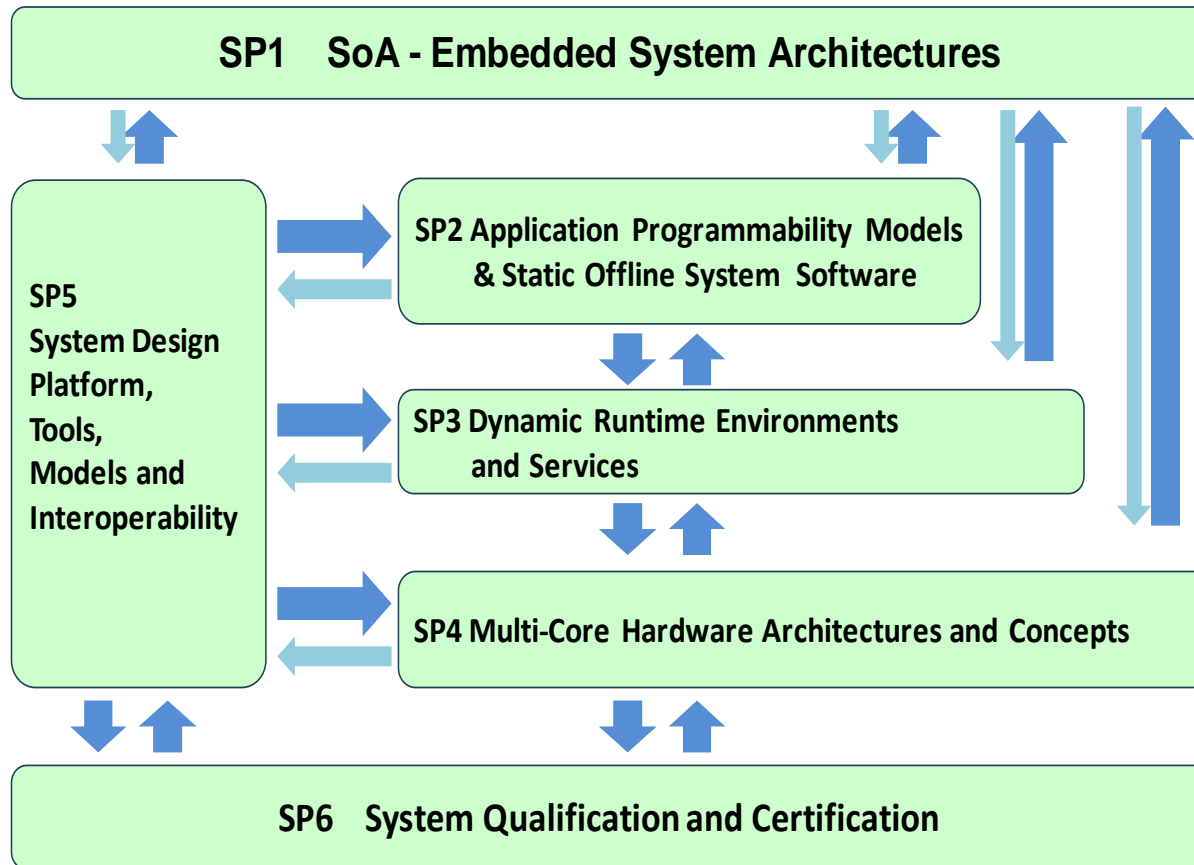 SP1 SoA - Embedded System Architectures
SP2 Application Programmability Models
& Static Offline System Software
SP5
System Design
Platform,
Tools,
Models and
Interoperability
SP3 Dynamic Runtime Environments
and Services
SP4 Multi-Core Hardware Architectures and Concepts
SP6 System Qualification and Certification